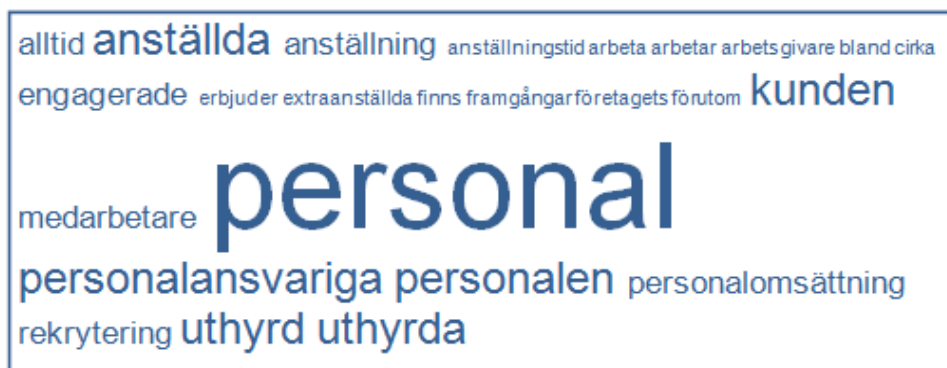 alltid anställda anställning anställningstid arbeta arbetar arbetsgivare bland cirka
engagerade erbjuder extraanställda finns framgångar företagets förutom kunden
medarbetare personal
personalansvariga personalen personalomsättning
rekrytering uthyrd uthyrda